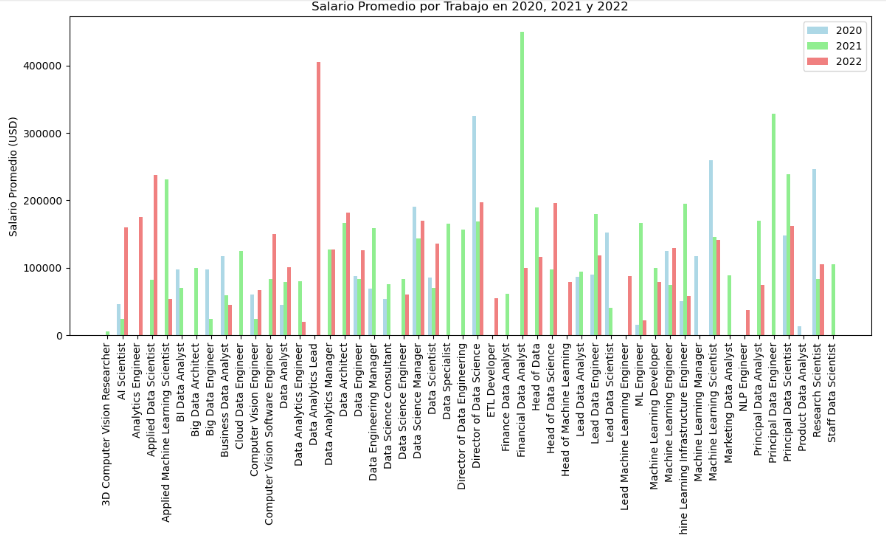 Salario Promedio por Trabajo en 2020, 2021 y 2022
2020
2021
2022
Salario Promedio (USD)
400000
300000
200000
100000
0
3D Computer Vision Researcher
AI Scientist
Analytics Engineer
Applied Data Scientist
Applied Machine Learning Scientist
BI Data Analyst
Big Data Architect
Big Data Engineer
Business Data Analyst
Cloud Data Engineer
Computer Vision Engineer
Computer Vision Software Engineer
Data Analyst
Data Analytics Engineer
Data Analytics Lead
Data Analytics Manager
Data Architect
Data Engineer
Data Engineering Manager
Data Science Consultant
Data Science Engineer
Data Science Manager
Data Scientist
Data Specialist
Director of Data Engineering
Director of Data Science
ETL Developer
Finance Data Analyst
Financial Data Analyst
Head of Data
Head of Data Science
Head of Machine Learning
Lead Data Analyst
Lead Data Engineer
Lead Data Scientist
Lead Machine Learning Engineer
ML Engineer
Machine Learning Developer
Machine Learning Engineer
hine Learning Infrastructure Engineer
Machine Learning Manager
Machine Learning Scientist
Marketing Data Analyst
NLP Engineer
Principal Data Analyst
Principal Data Engineer
Principal Data Scientist
Product Data Analyst
Research Scientist
Staff Data Scientist